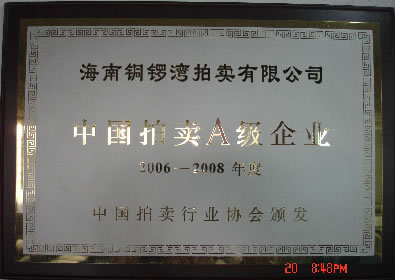 海南铜锣湾拍卖有限公司
中国拍卖A级企业
2006－2008 年度
中国拍卖行业协会颁发
20 8:48PM